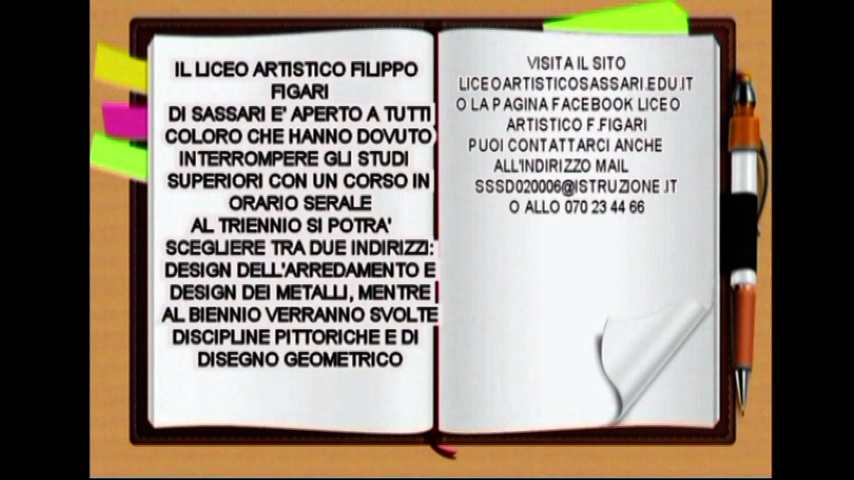 IL LICEO ARTISTICO FILIPPO
FIGARI
DI SASSARI E' APERTO A TUTTI
COLORO CHE HANNO DOVUTO
INTERROMPERE GLI STUDI
SUPERIORI CON UN CORSO IN
ORARIO SERALE
AL TRIENNIO SI POTRA'
SCEGLIERE TRA DUE INDIRIZZI:
DESIGN DELL'ARREDAMENTO E
DESIGN DEI METALLI, MENTRE
AL BIENNIO VERRANNO SVOLTE
DISCIPLINE PITTORICHE E DI
DISEGNO GEOMETRICO
VISITA IL SITO
LICEOARTISTICOSASSARI.EDU.IT
O LA PAGINA FACEBOOK LICEO
ARTISTICO F.FIGARI
PUOI CONTATTARCI ANCHE
ALL'INDIRIZZO MAIL
SSSD020006@ISTRUZIONE.IT
O ALLO 070 23 44 66